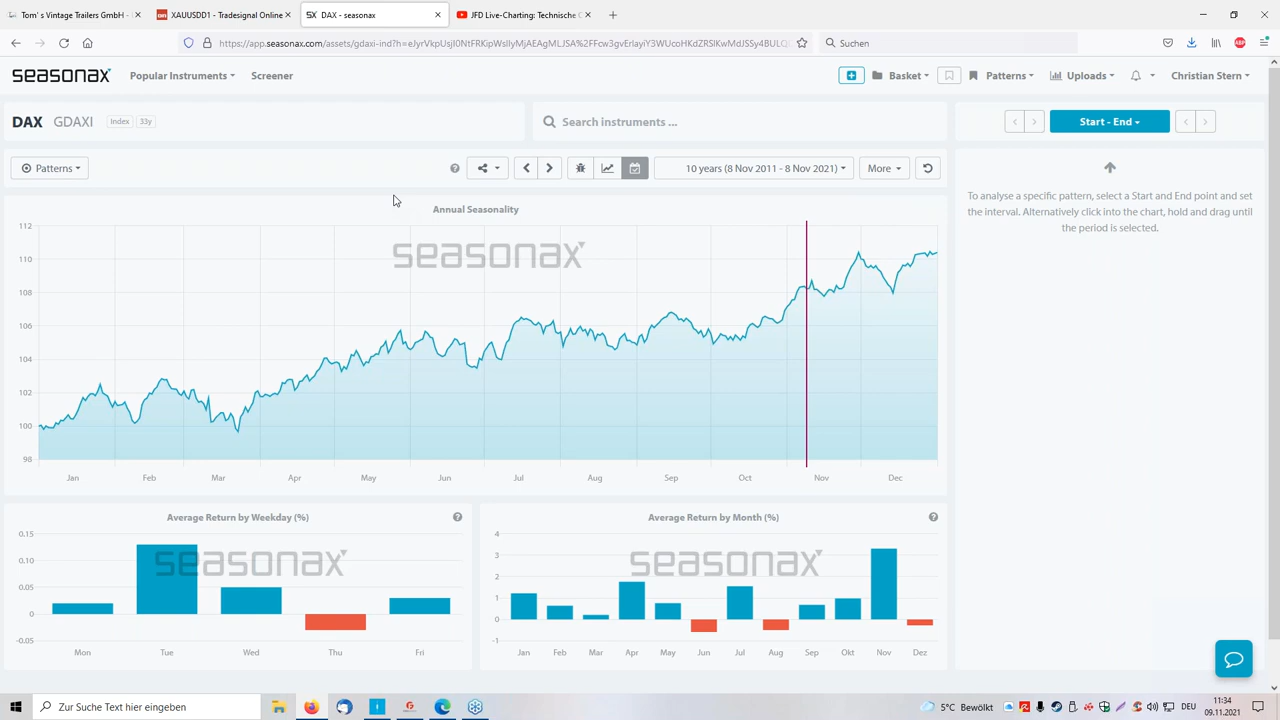 Tom´s Vintage Trailers GmbH -
XAUUSDD1 - Tradesignal Online
SX DAX - seasonax
JFD Live-Charting: Technische C
Suchen
seasonax
Popular Instruments
Screener
Basket
Patterns
Uploads
Christian Stern
DAX GDAXI Index 33y
Search instruments ...
Start - End
Patterns
10 years (8 Nov 2011 - 8 Nov 2021)
More
To analyse a specific pattern, select a Start and End point and set
the interval. Alternatively click into the chart, hold and drag until
the period is selected.
Annual Seasonality
seasonax
112
110
108
106
104
102
100
98
Jan Feb Mar Apr May Jun Jul Aug Sep Oct Nov Dec
Average Return by Weekday (%)
seasonax
0.15
0.10
0.05
0
-0.05
Mon Tue Wed Thu Fri
Average Return by Month (%)
seasonax
4
3
2
1
0
-1
Jan Feb Mar Apr May Jun Jul Aug Sep Okt Nov Dez
Zur Suche Text hier eingeben
5°C Bewölkt
DEU
11:34
09.11.2021